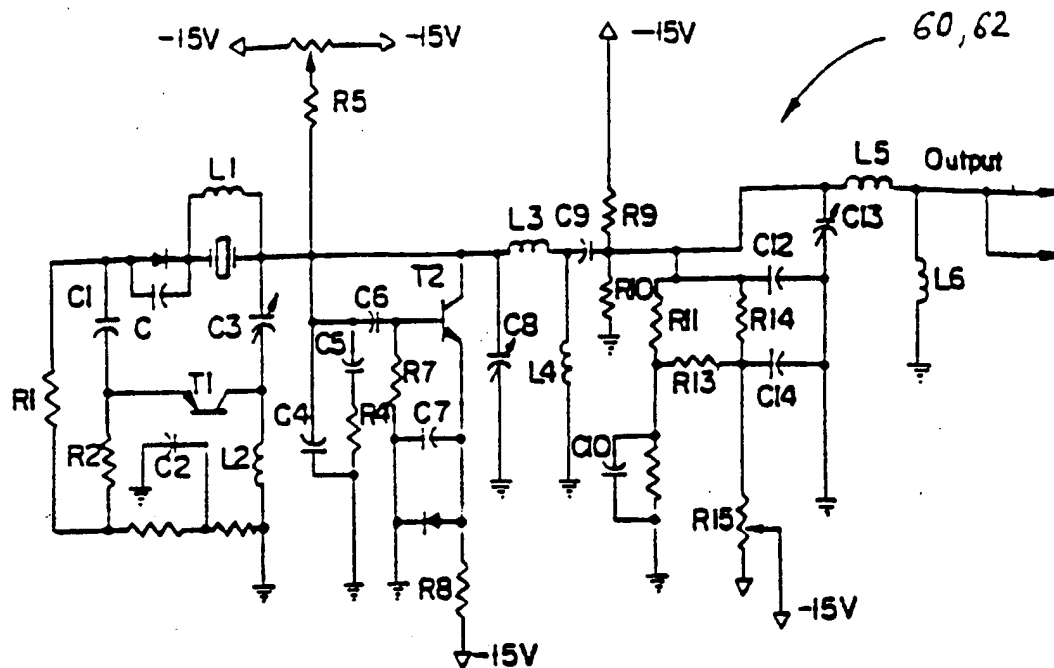 -15V -15V -15V 60,62
R5
L1 L5 Output
L3 C9 R9 C13
C1 C C3 T2 C6 C12 L6
R10 R11 R14
C5 C8
R1 T1 R7 L4 R13 C14
R2 C2 L2 C4 R4 C7
C10
R15
R8
-15V
-15V